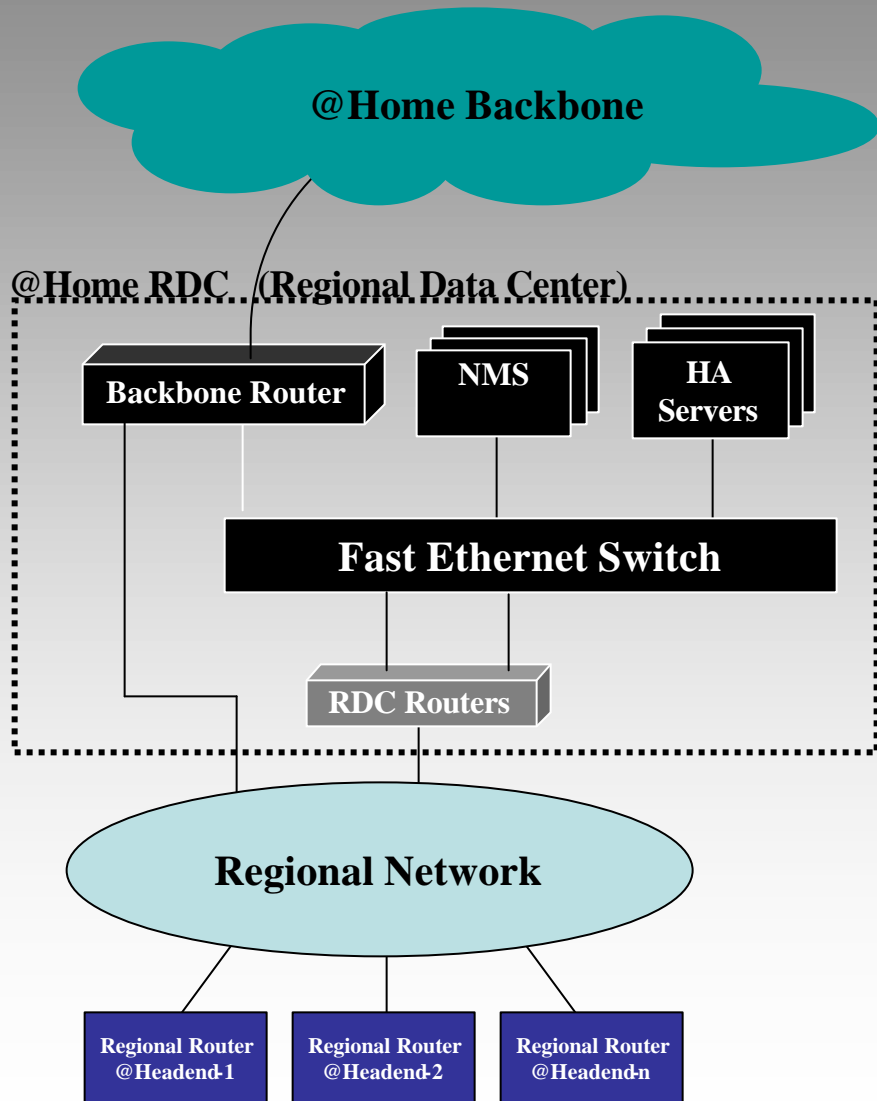 @Home Backbone
@Home RDC (Regional Data Center)
Backbone Router
NMS
HA
Servers
Fast Ethernet Switch
RDC Routers
Regional Network
Regional Router
@Headend-1
Regional Router
@Headend-2
Regional Router
@Headend-n